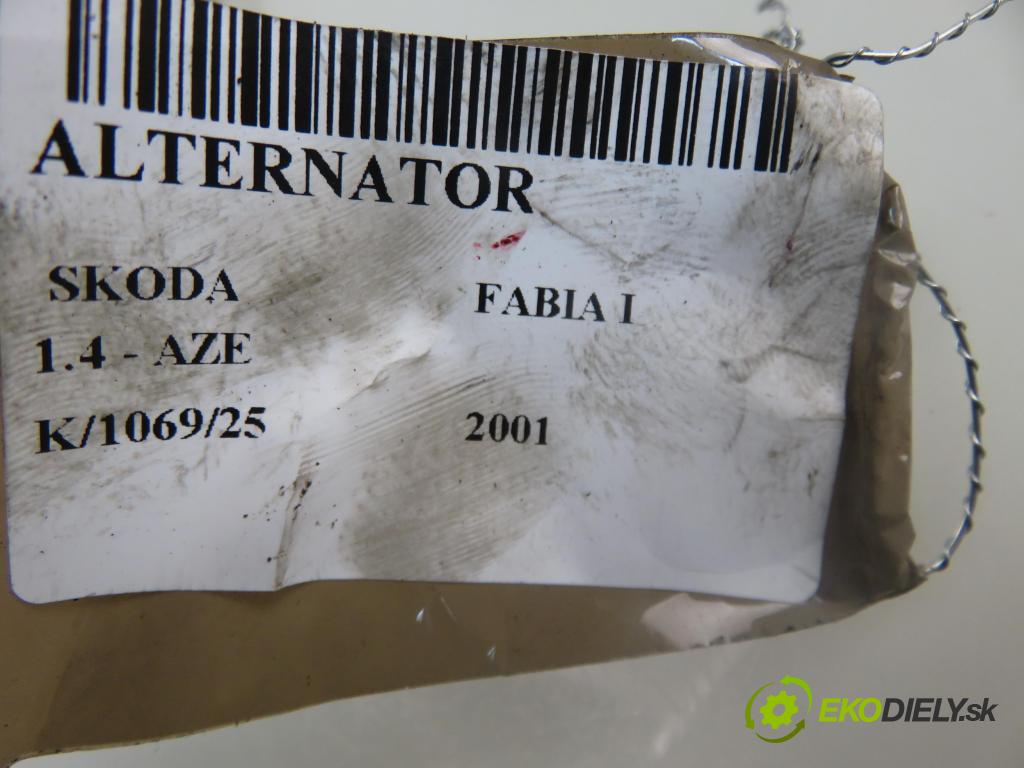 ALTERNATOR
SKODA FABIA I
1.4 - AZE
K/1069/25 2001
EKODIELY.sk